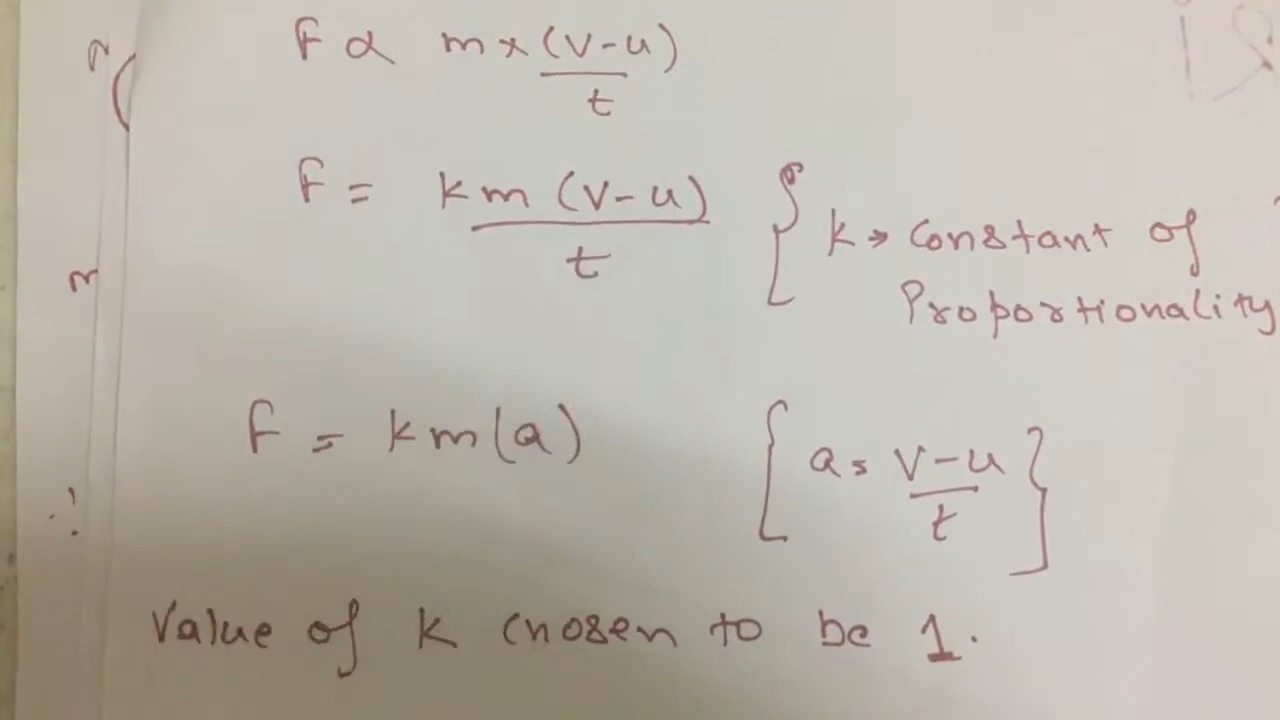 F ∝ m × (v-u)
t
F = km (v-u)
t
{ k → Constant of
Proportionality
F = km(a)
[ a = v-u ]
t
Value of k chosen to be 1.